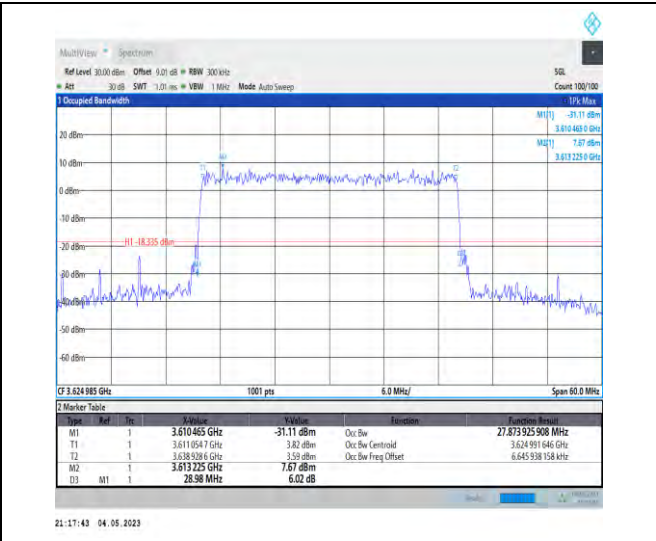 MultiView Spectrum
Ref Level 30.00 dBm Offset 9.01 dB RBW 300 kHz SGL
Att 30 dB SWT 1.01 ms VBW 1 MHz Mode Auto Sweep Count 100/100
1 Occupied Bandwidth 1Pk Max
M1[1] -31.11 dBm
3.610 465 0 GHz
M2[1] 7.67 dBm
3.613 225 0 GHz
20 dBm
10 dBm
0 dBm
-10 dBm
H1 -18.335 dBm
-20 dBm
-30 dBm
-40 dBm
-50 dBm
-60 dBm
CF 3.624 985 GHz 1001 pts 6.0 MHz/ Span 60.0 MHz
2 Marker Table
Type Ref Trc X-Value Y-Value Function Function Result
M1 1 3.610 465 GHz -31.11 dBm Occ Bw 27.873 925 908 MHz
T1 1 3.611 054 7 GHz 3.82 dBm Occ Bw Centroid 3.624 991 646 GHz
T2 1 3.638 928 6 GHz 3.59 dBm Occ Bw Freq Offset 6.645 938 158 kHz
M2 1 3.613 225 GHz 7.67 dBm
D3 M1 1 28.98 MHz 6.02 dB
21:17:43 04.05.2023